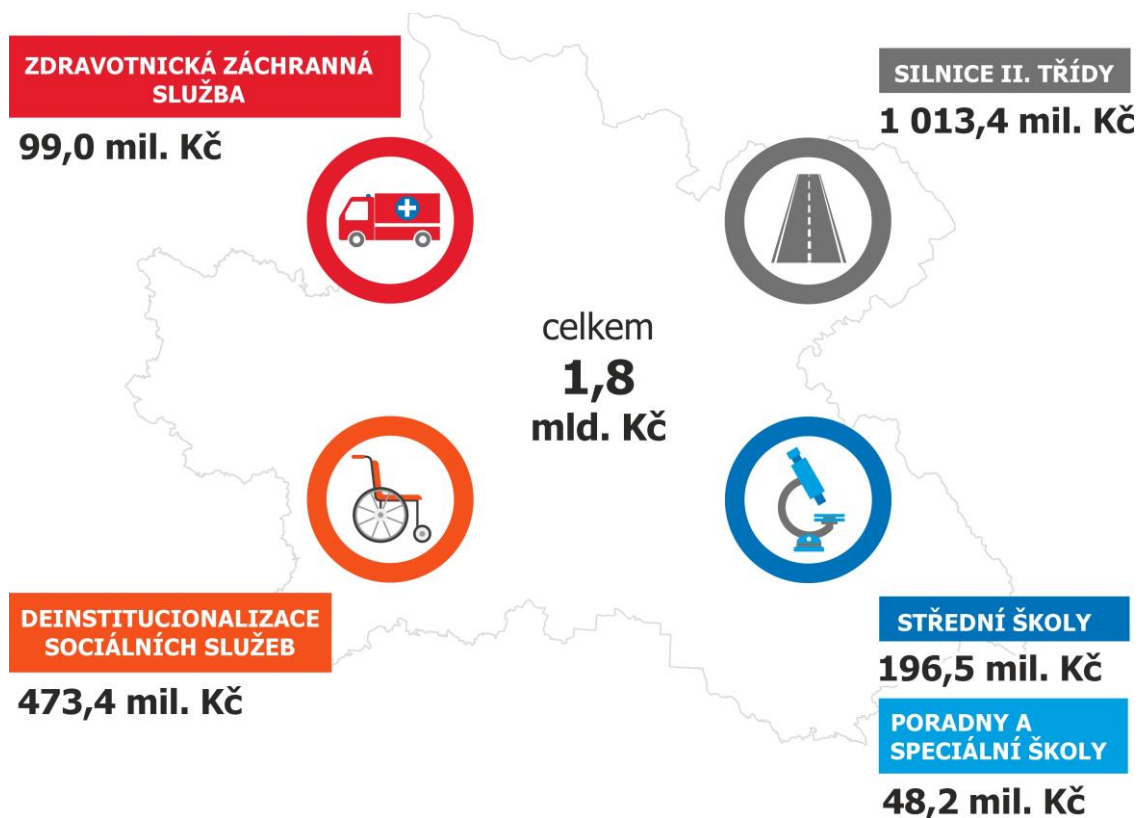 ZDRAVOTNICKÁ ZÁCHRANNÁ
SLUŽBA
99,0 mil. Kč
SILNICE II. TŘÍDY
1 013,4 mil. Kč
celkem
1,8
mld. Kč
DEINSTITUCIONALIZACE
SOCIÁLNÍCH SLUŽEB
473,4 mil. Kč
STŘEDNÍ ŠKOLY
196,5 mil. Kč
PORADNY A
SPECIÁLNÍ ŠKOLY
48,2 mil. Kč